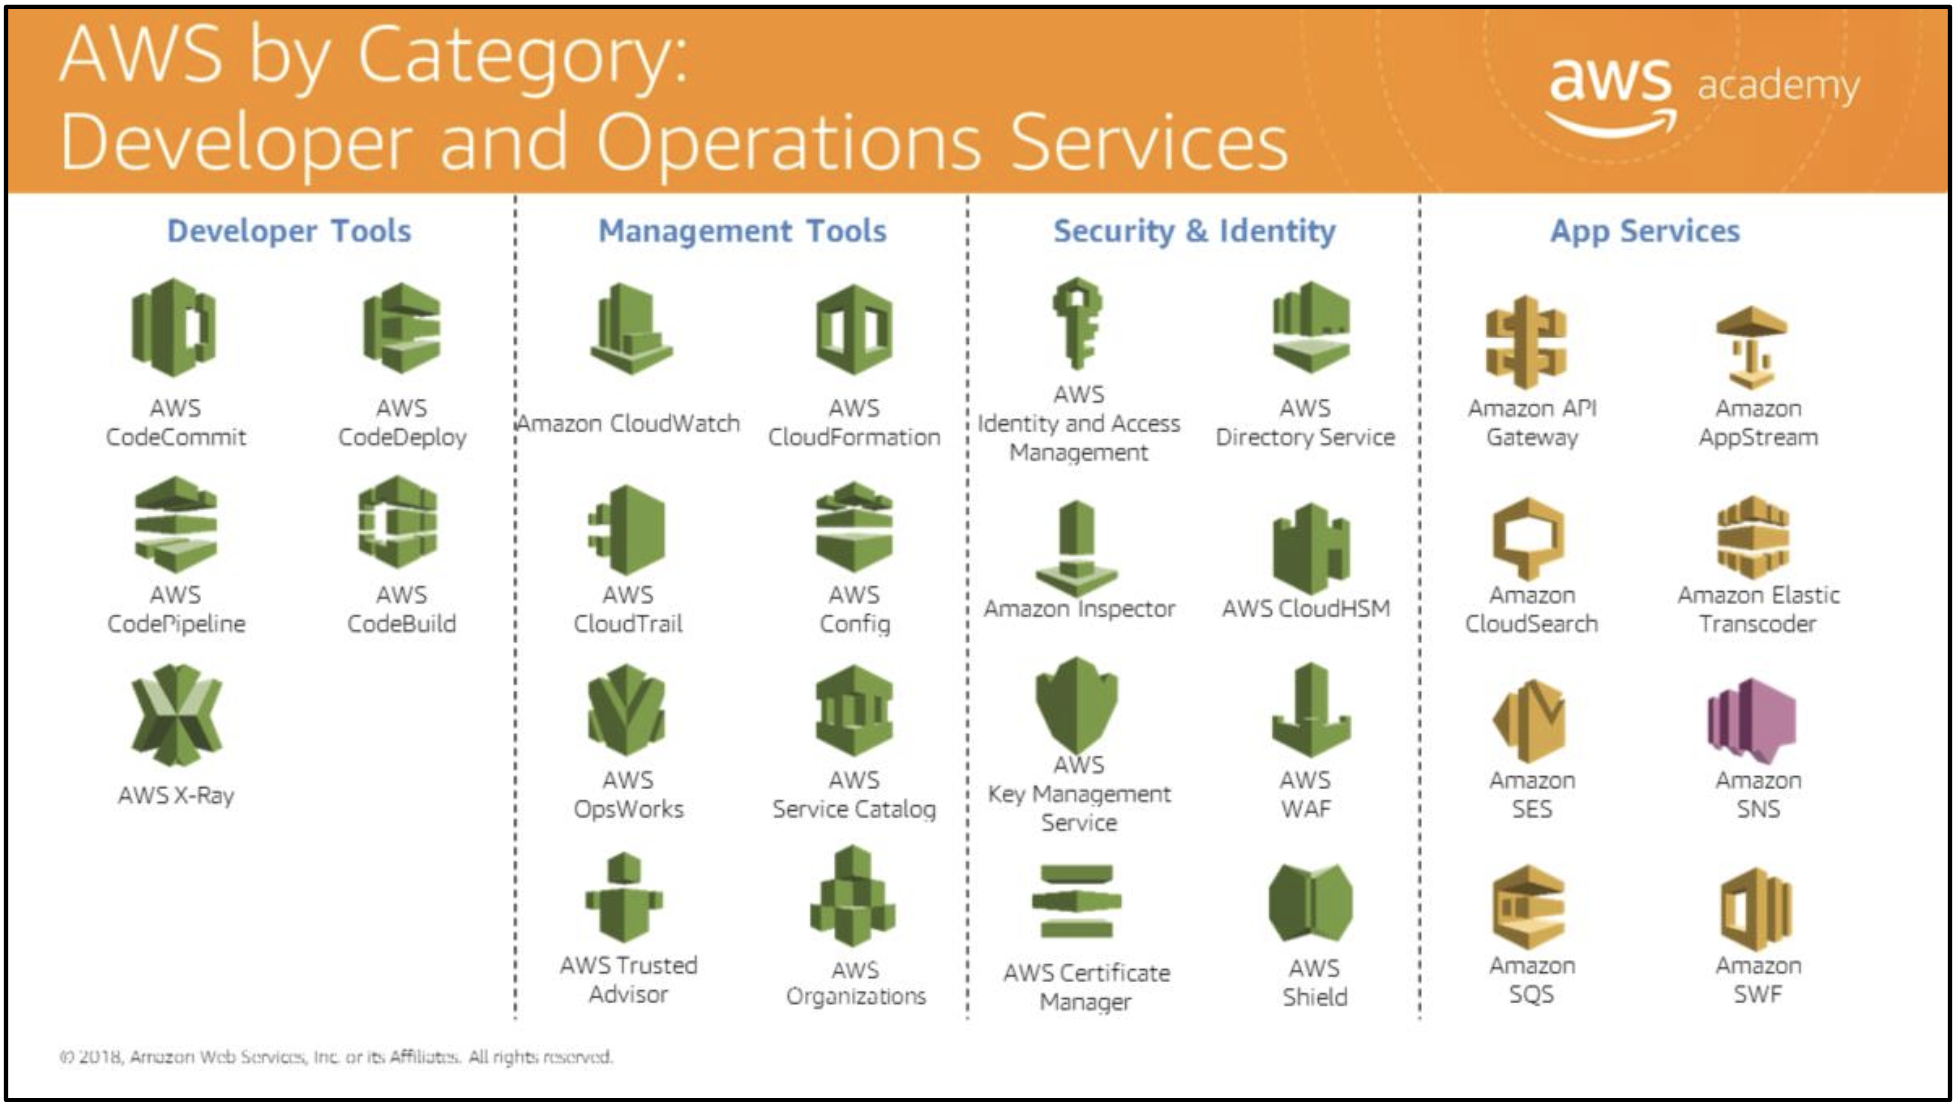 AWS by Category:
Developer and Operations Services
aws academy
Developer Tools
AWS
CodeCommit
AWS
CodeDeploy
AWS
CodePipeline
AWS
CodeBuild
AWS X-Ray
Management Tools
Amazon CloudWatch
AWS
CloudFormation
AWS
CloudTrail
AWS
Config
AWS
OpsWorks
AWS
Service Catalog
AWS Trusted
Advisor
AWS
Organizations
Security & Identity
AWS
Identity and Access
Management
AWS
Directory Service
Amazon Inspector
AWS CloudHSM
AWS
Key Management
Service
AWS
WAF
AWS Certificate
Manager
AWS
Shield
App Services
Amazon API
Gateway
Amazon
AppStream
Amazon
CloudSearch
Amazon Elastic
Transcoder
Amazon
SES
Amazon
SNS
Amazon
SQS
Amazon
SWF
© 2018, Amazon Web Services, Inc. or its Affiliates. All rights reserved.